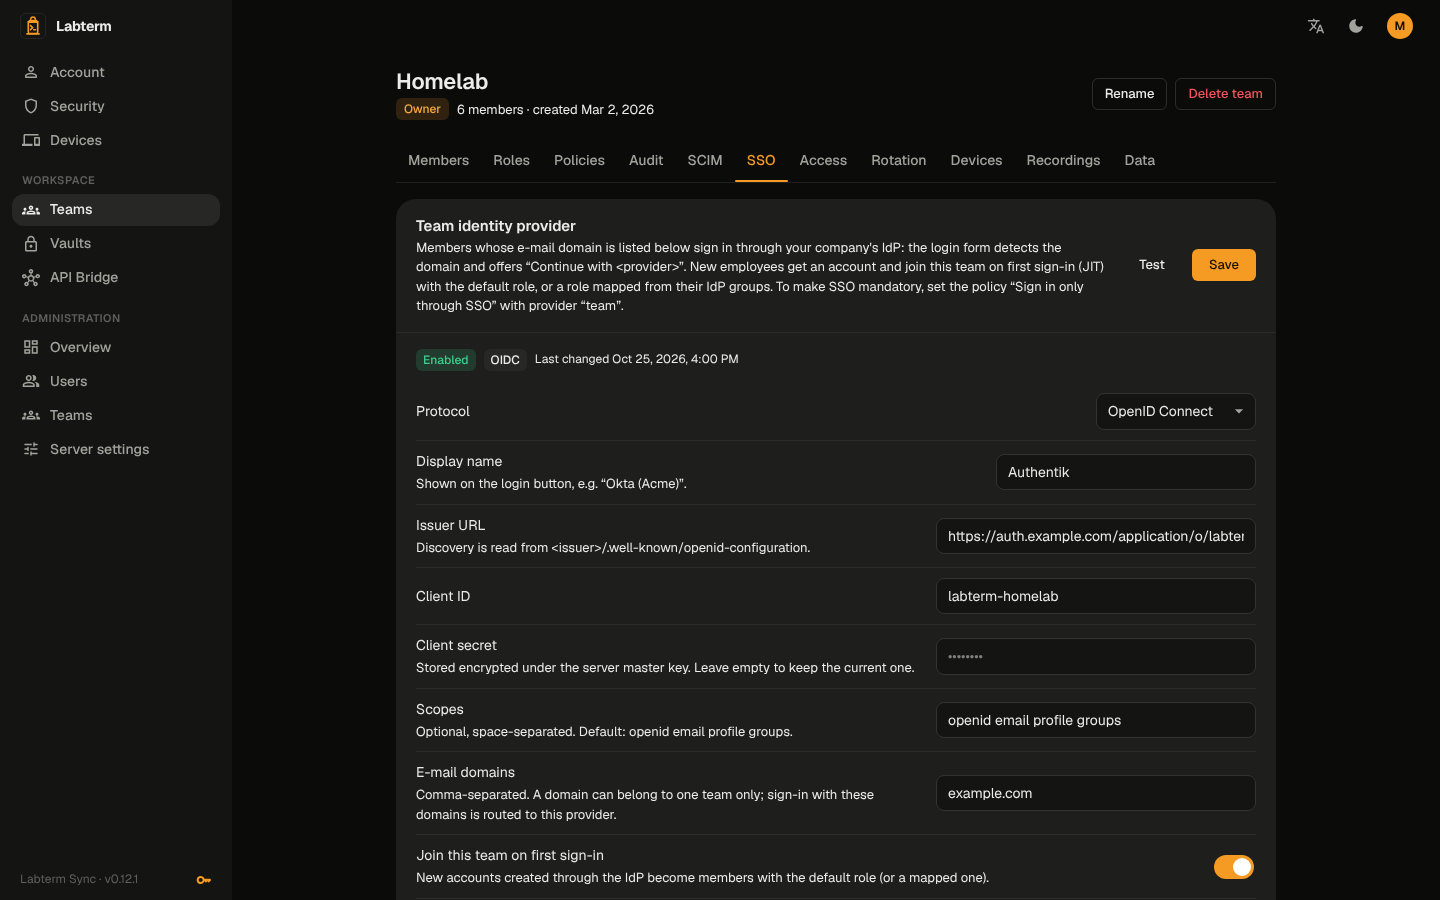 Labterm
Account
Security
Devices
WORKSPACE
Teams
Vaults
API Bridge
ADMINISTRATION
Overview
Users
Teams
Server settings
Labterm Sync · v0.12.1
M
Homelab
Owner 6 members · created Mar 2, 2026
Rename
Delete team
Members Roles Policies Audit SCIM SSO Access Rotation Devices Recordings Data
Team identity provider
Members whose e-mail domain is listed below sign in through your company's IdP: the login form detects the
domain and offers “Continue with <provider>”. New employees get an account and join this team on first sign-in (JIT)
with the default role, or a role mapped from their IdP groups. To make SSO mandatory, set the policy “Sign in only
through SSO” with provider “team”.
Test
Save
Enabled OIDC Last changed Oct 25, 2026, 4:00 PM
Protocol
OpenID Connect
Display name
Shown on the login button, e.g. “Okta (Acme)”.
Authentik
Issuer URL
Discovery is read from <issuer>/.well-known/openid-configuration.
https://auth.example.com/application/o/labter
Client ID
labterm-homelab
Client secret
Stored encrypted under the server master key. Leave empty to keep the current one.
••••••••
Scopes
Optional, space-separated. Default: openid email profile groups.
openid email profile groups
E-mail domains
Comma-separated. A domain can belong to one team only; sign-in with these
domains is routed to this provider.
example.com
Join this team on first sign-in
New accounts created through the IdP become members with the default role (or a mapped one).